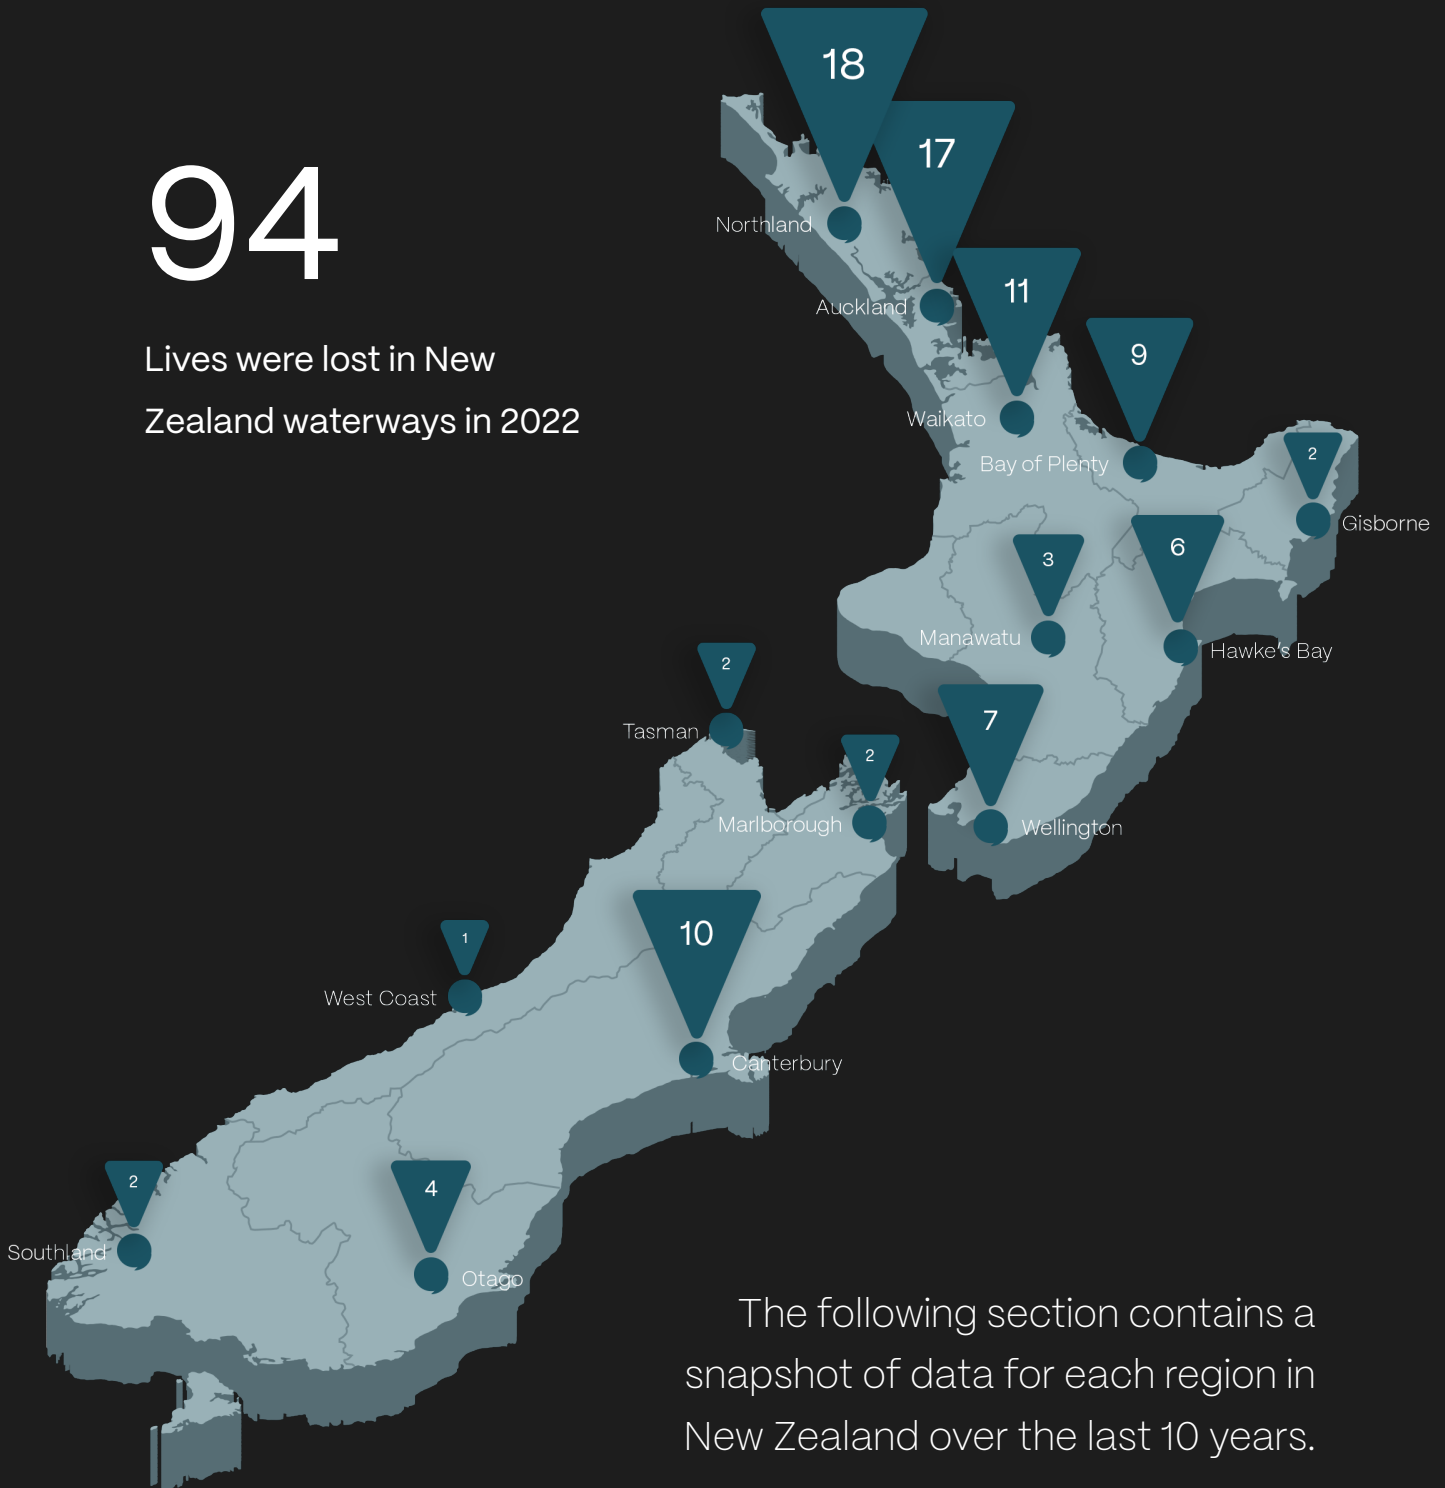 18
17
94
Northland
Lives were lost in New
Zealand waterways in 2022
Auckland
11
9
Waikato
Bay of Plenty
2
Gisborne
3
6
Manawatu
Hawke's Bay
2
Tasman
7
2
Marlborough
Wellington
10
1
West Coast
Canterbury
2
4
Southland
Otago
The following section contains a
snapshot of data for each region in
New Zealand over the last 10 years.